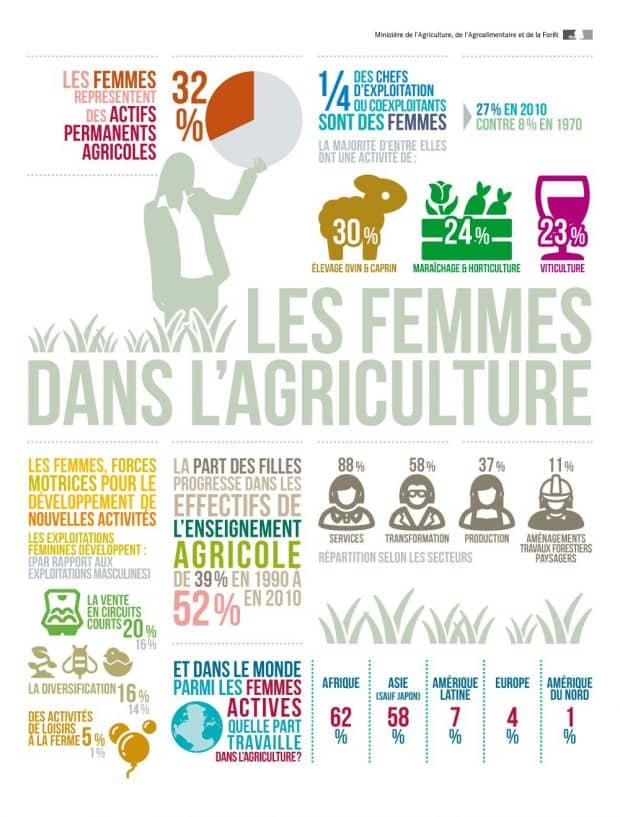 Ministère de l'Agriculture, de l'Agroalimentaire et de la Forêt
LES FEMMES
REPRÉSENTENT
DES ACTIFS
PERMANENTS
AGRICOLES
32
%
1/4 DES CHEFS
D'EXPLOITATION
OU COEXPLOITANTS
SONT DES FEMMES
27 % EN 2010
CONTRE 8 % EN 1970
LA MAJORITÉ D'ENTRE ELLES
ONT UNE ACTIVITÉ DE :
30 %
ÉLEVAGE OVIN & CAPRIN
24 %
MARAÎCHAGE & HORTICULTURE
23 %
VITICULTURE
LES FEMMES
DANS L'AGRICULTURE
LES FEMMES, FORCES
MOTRICES POUR LE
DÉVELOPPEMENT DE
NOUVELLES ACTIVITÉS
LES EXPLOITATIONS
FÉMININES DÉVELOPPENT :
(PAR RAPPORT AUX
EXPLOITATIONS MASCULINES)
LA VENTE
EN CIRCUITS
COURTS 20 %
16 %
LA DIVERSIFICATION 16 %
14 %
DES ACTIVITÉS
DE LOISIRS
À LA FERME 5 %
1 %
LA PART DES FILLES
PROGRESSE DANS LES
EFFECTIFS DE
L'ENSEIGNEMENT
AGRICOLE
DE 39 % EN 1990 À
52 % EN 2010
88 %
SERVICES
58 %
TRANSFORMATION
37 %
PRODUCTION
11 %
AMÉNAGEMENTS
TRAVAUX FORESTIERS
PAYSAGERS
RÉPARTITION SELON LES SECTEURS
ET DANS LE MONDE
PARMI LES FEMMES
ACTIVES
QUELLE PART
TRAVAILLE
DANS L'AGRICULTURE?
AFRIQUE
62
%
ASIE
(SAUF JAPON)
58
%
AMÉRIQUE
LATINE
7
%
EUROPE
4
%
AMÉRIQUE
DU NORD
1
%